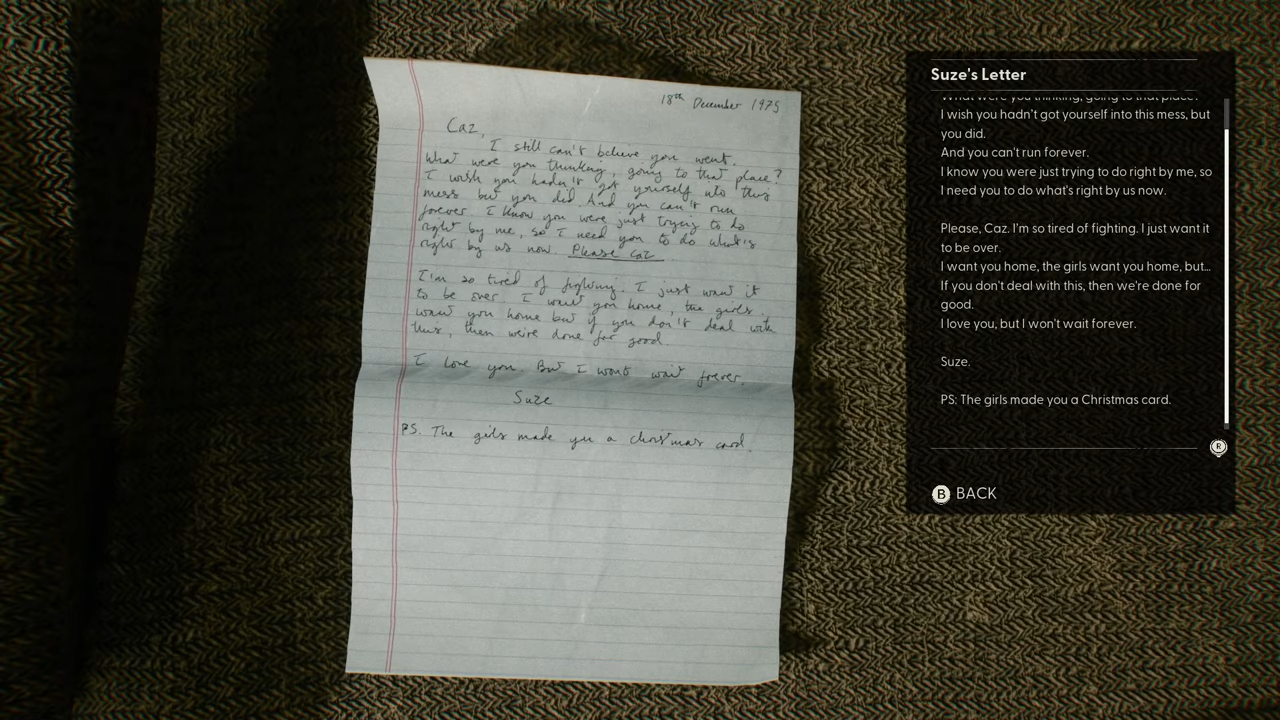 18th December 1975
Caz,
I still can't believe you went.
What were you thinking, going to that place?
I wish you hadn't got yourself into this
mess but you did. And you can't run
forever. I know you were just trying to do
right by me, so I need you to do what's
right by us now. Please Caz.
I'm so tired of fighting. I just want it
to be over. I want you home, the girls
want you home but if you don't deal with
this, then we're done for good.
I love you. But I won't wait forever.
Suze
PS. The girls made you a christmas card.
Suze's Letter
What were you thinking, going to that place?
I wish you hadn't got yourself into this mess, but
you did.
And you can't run forever.
I know you were just trying to do right by me, so
I need you to do what's right by us now.
Please, Caz. I'm so tired of fighting. I just want it
to be over.
I want you home, the girls want you home, but...
If you don't deal with this, then we're done for
good.
I love you, but I won't wait forever.
Suze.
PS: The girls made you a Christmas card.
R
B BACK